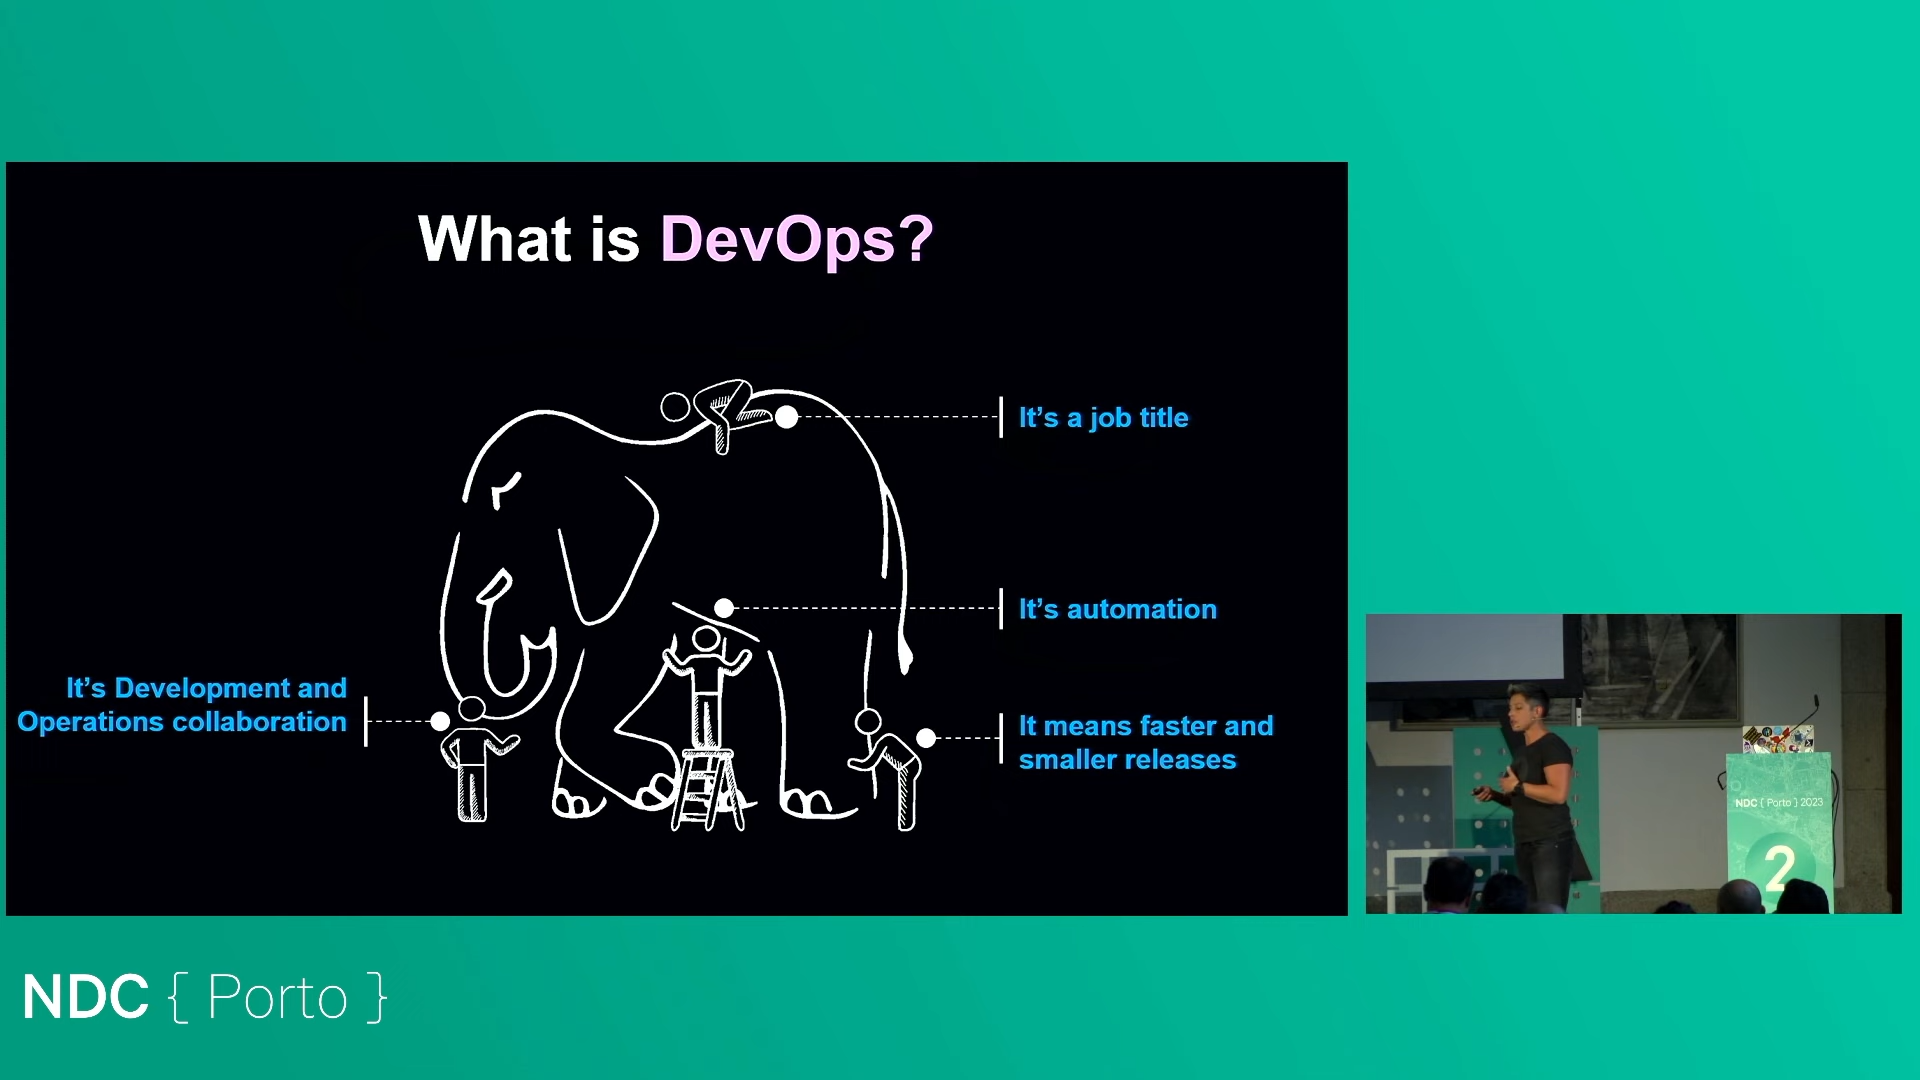 What is DevOps?
It's a job title
It's automation
It's Development and
Operations collaboration
It means faster and
smaller releases
NDC { Porto } 2023
2
NDC { Porto }